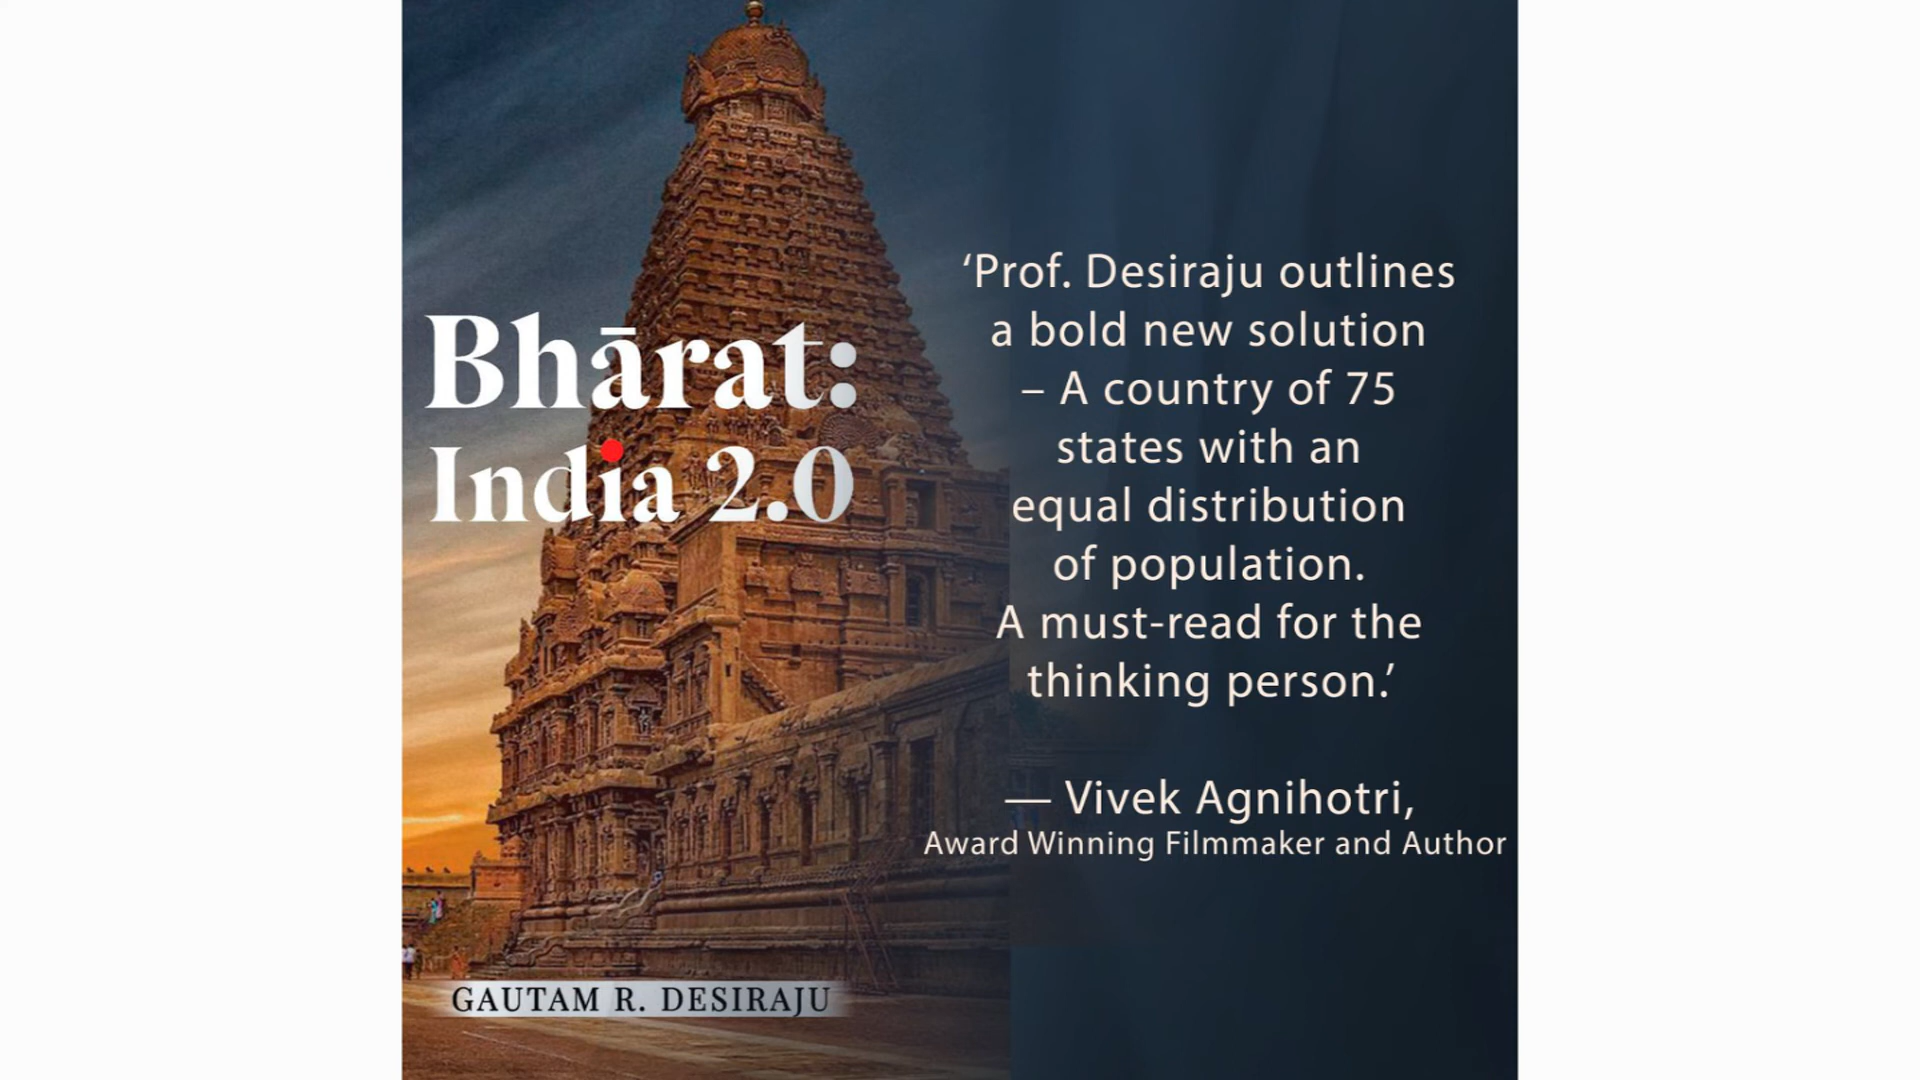 Bhārat:
India 2.0
GAUTAM R. DESIRAJU
‘Prof. Desiraju outlines
a bold new solution
– A country of 75
states with an
equal distribution
of population.
A must-read for the
thinking person.’
— Vivek Agnihotri,
Award Winning Filmmaker and Author